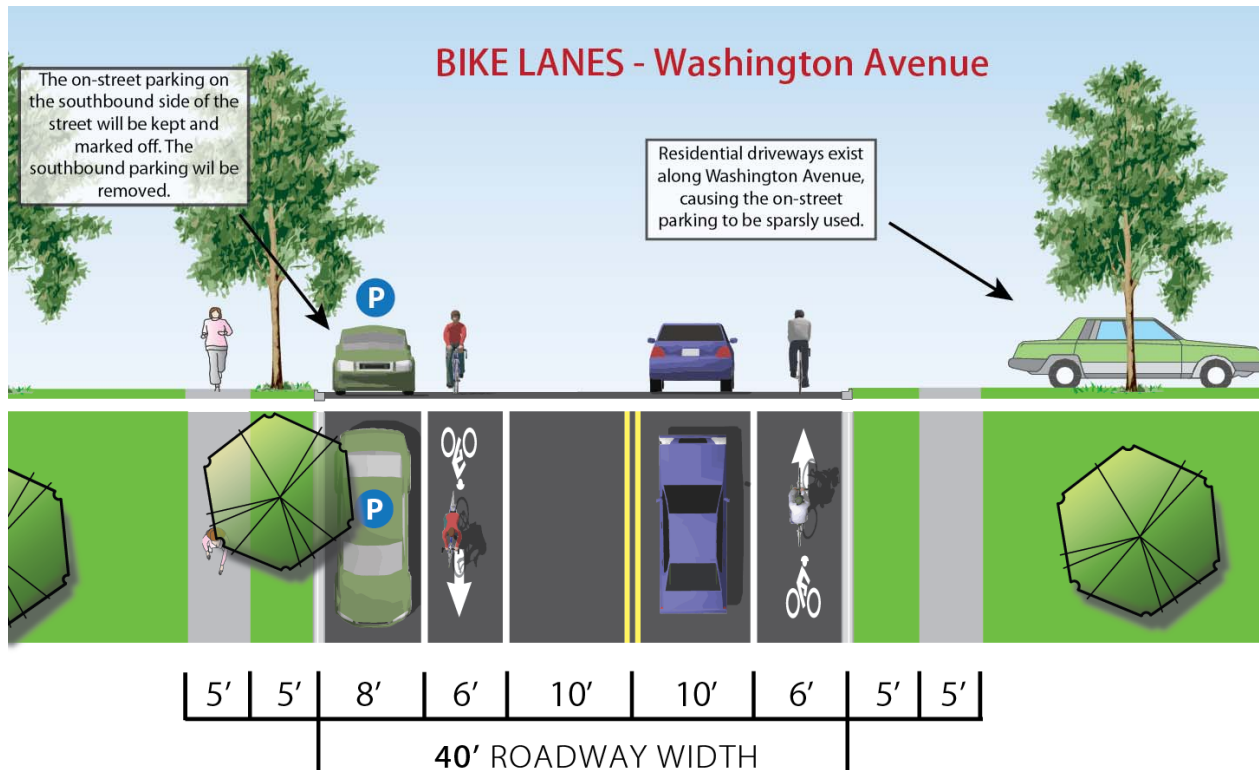 BIKE LANES - Washington Avenue
The on-street parking on
the southbound side of the
street will be kept and
marked off. The
southbound parking wil be
removed.
Residential driveways exist
along Washington Avenue,
causing the on-street
parking to be sparsly used.
P
P
5’ 5’ 8’ 6’ 10’ 10’ 6’ 5’ 5’
40’ ROADWAY WIDTH